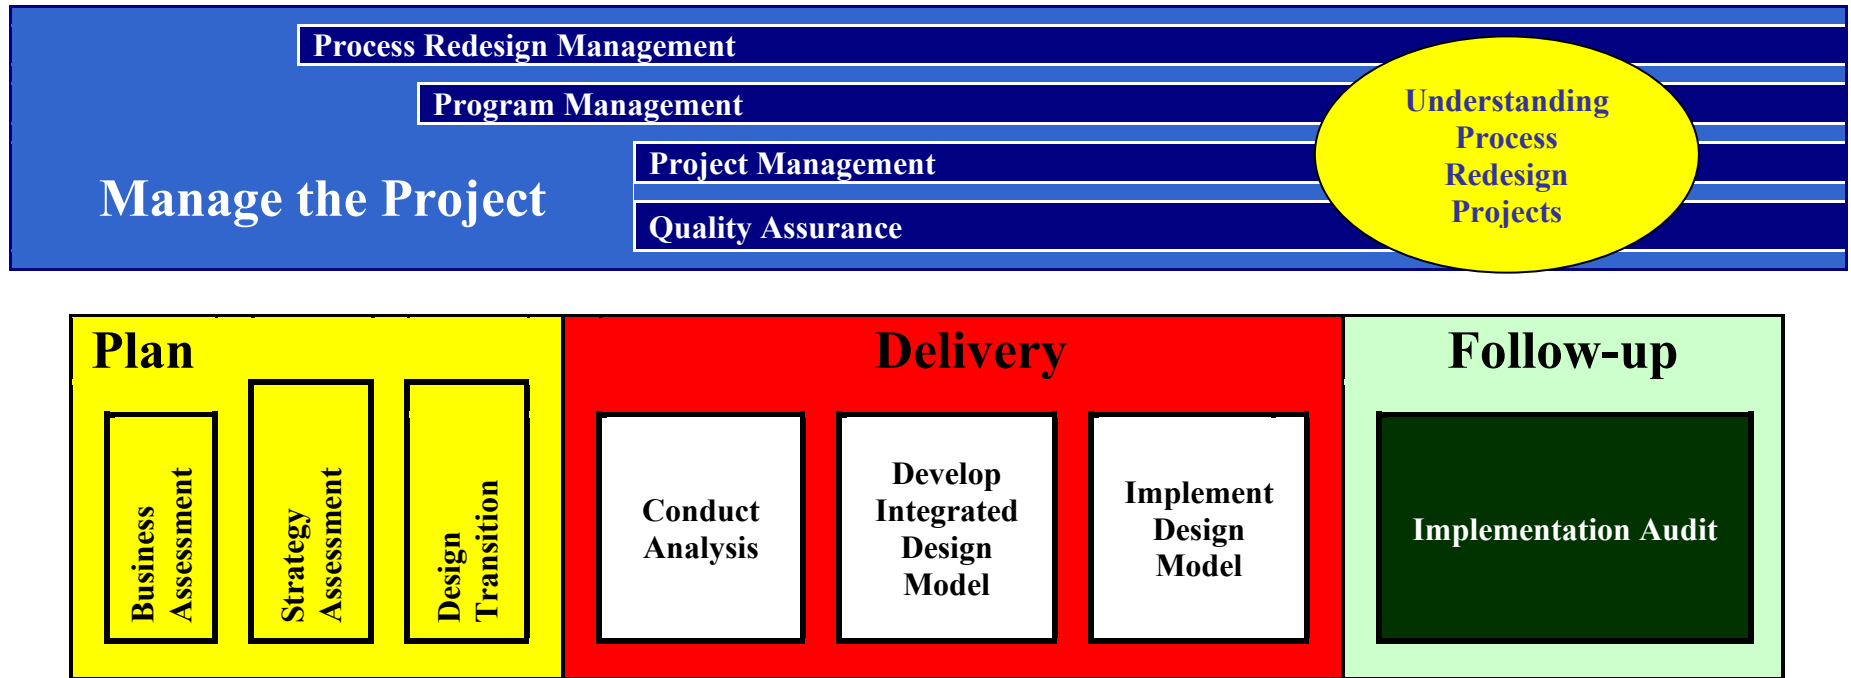 Process Redesign Management
Program Management
Project Management
Quality Assurance
Manage the Project
Understanding
Process
Redesign
Projects
Plan
Business
Assessment
Strategy
Assessment
Design
Transition
Delivery
Conduct
Analysis
Develop
Integrated
Design
Model
Implement
Design
Model
Follow-up
Implementation Audit